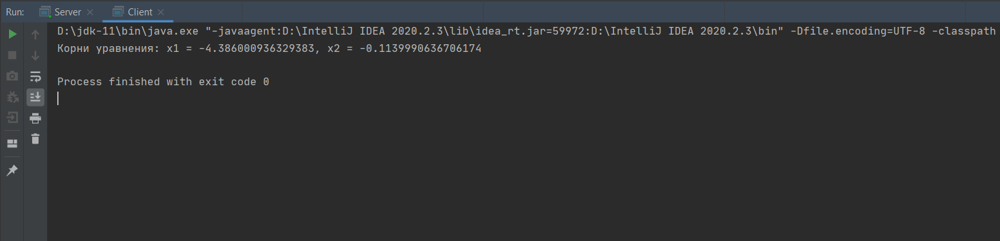 Run: Server Client
D:\jdk-11\bin\java.exe "-javaagent:D:\IntelliJ IDEA 2020.2.3\lib\idea_rt.jar=59972:D:\IntelliJ IDEA 2020.2.3\bin" -Dfile.encoding=UTF-8 -classpath
Корни уравнения: x1 = -4.386000936329383, x2 = -0.1139990636706174
Process finished with exit code 0